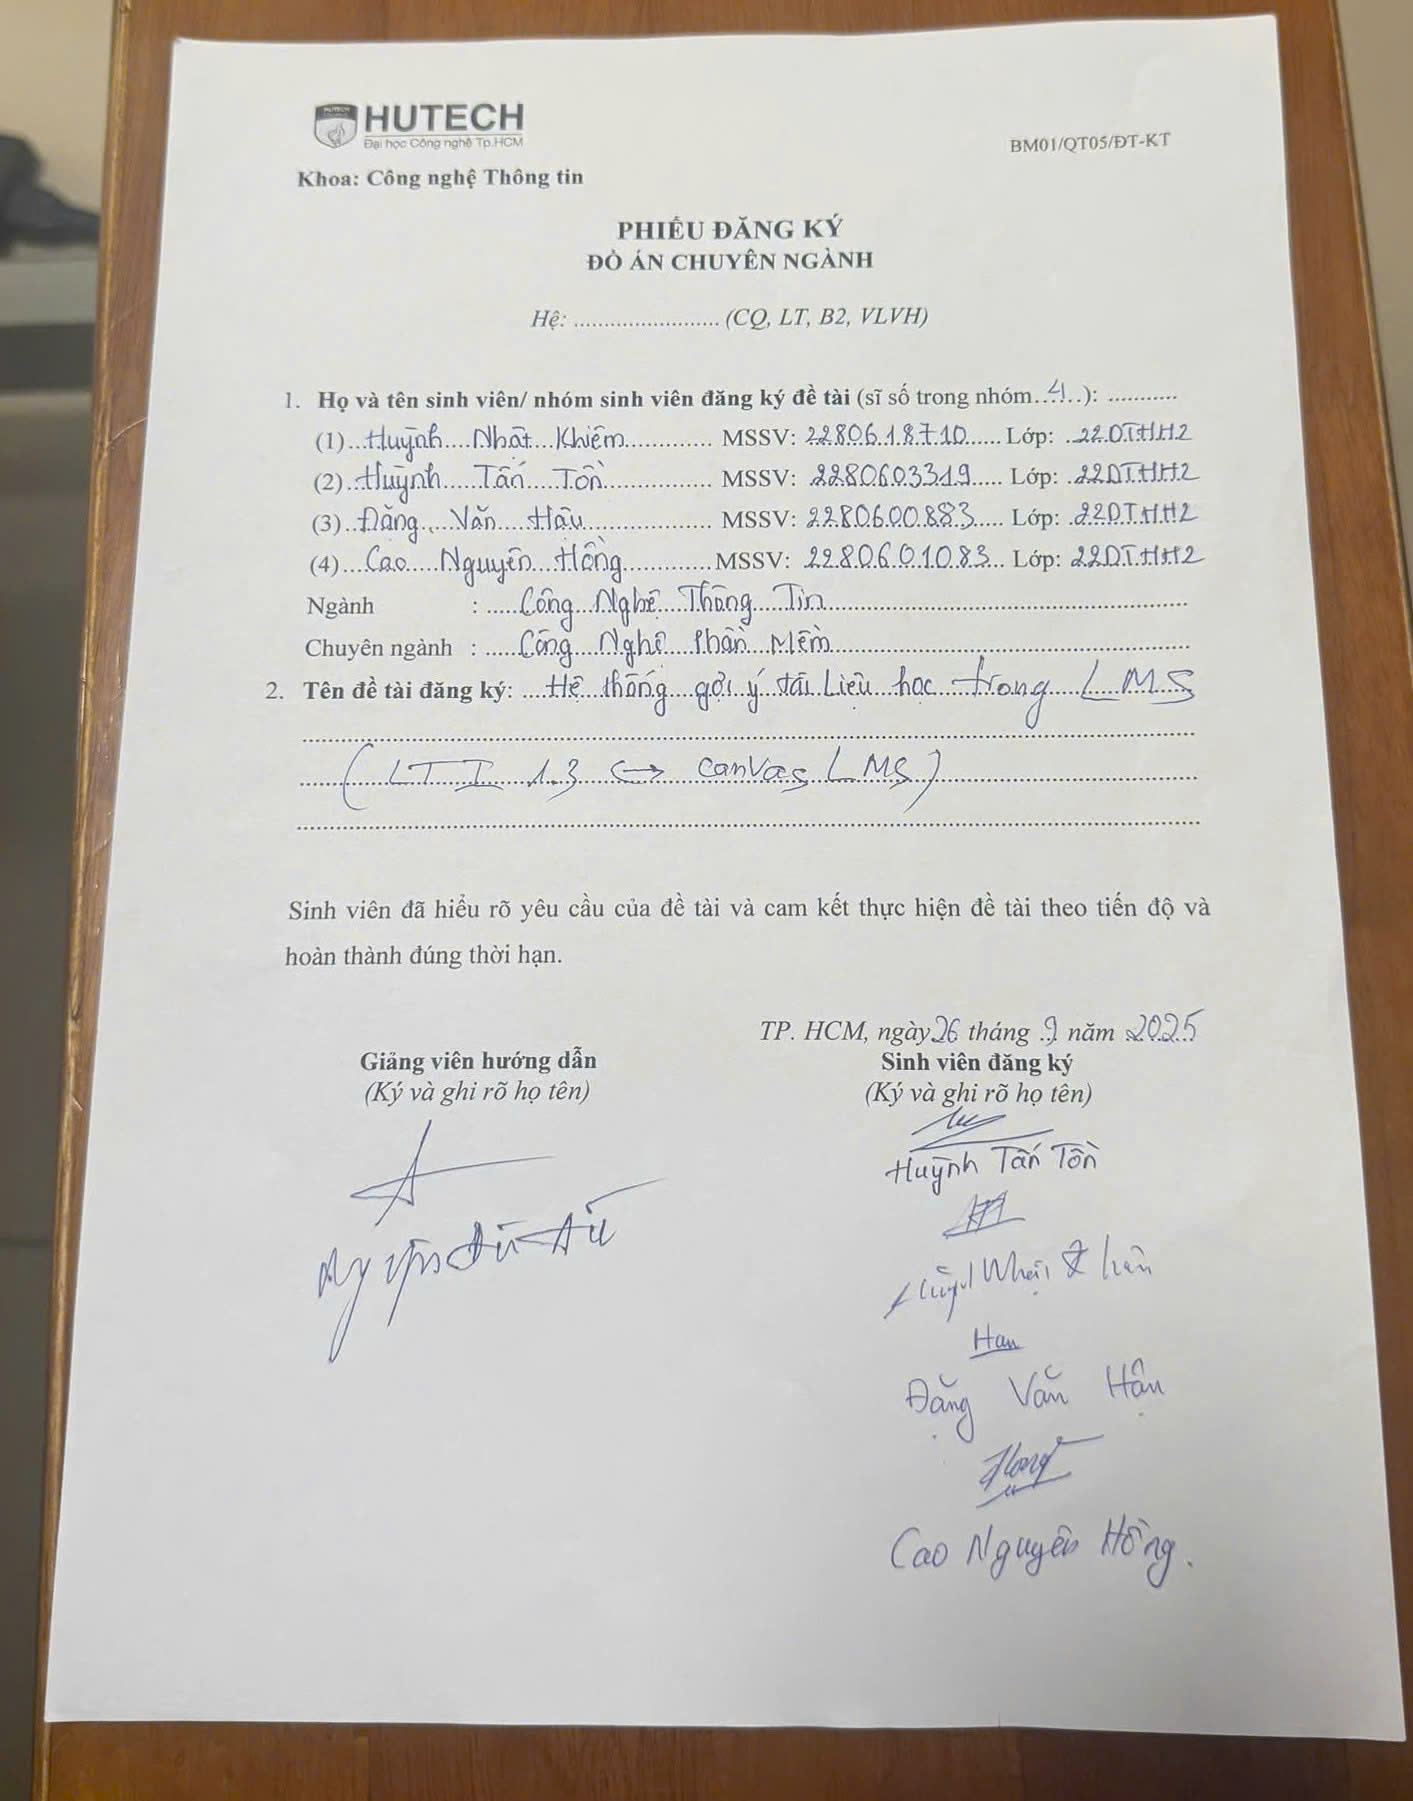 HUTECH
Đại học Công nghệ Tp.HCM
BM01/QT05/ĐT-KT
Khoa: Công nghệ Thông tin
PHIẾU ĐĂNG KÝ
ĐỒ ÁN CHUYÊN NGÀNH
Hệ: ........................ (CQ, LT, B2, VLVH)
1. Họ và tên sinh viên/ nhóm sinh viên đăng ký đề tài (sĩ số trong nhóm..4...): ............
(1) Huỳnh Nhật Khiêm MSSV: 2280618710 Lớp: 22DTHH2
(2) Huỳnh Tấn Tồn MSSV: 2280603319 Lớp: 22DTHH2
(3) Đặng Văn Hậu MSSV: 2280600883 Lớp: 22DTHH2
(4) Cao Nguyên Hồng MSSV: 2280601083 Lớp: 22DTHH2
Ngành : Công Nghệ Thông Tin
Chuyên ngành : Công Nghệ Phần Mềm
2. Tên đề tài đăng ký: Hệ thống gợi ý tài liệu học trong LMS
(LTI 1.3 ↔ Canvas LMS)
Sinh viên đã hiểu rõ yêu cầu của đề tài và cam kết thực hiện đề tài theo tiến độ và
hoàn thành đúng thời hạn.
TP. HCM, ngày 26 tháng 9 năm 2025
Giảng viên hướng dẫn
(Ký và ghi rõ họ tên)
Sinh viên đăng ký
(Ký và ghi rõ họ tên)
Huỳnh Tấn Tồn
Huỳnh Nhật Khiêm
Hau
Đặng Văn Hậu
Hong
Cao Nguyên Hồng.